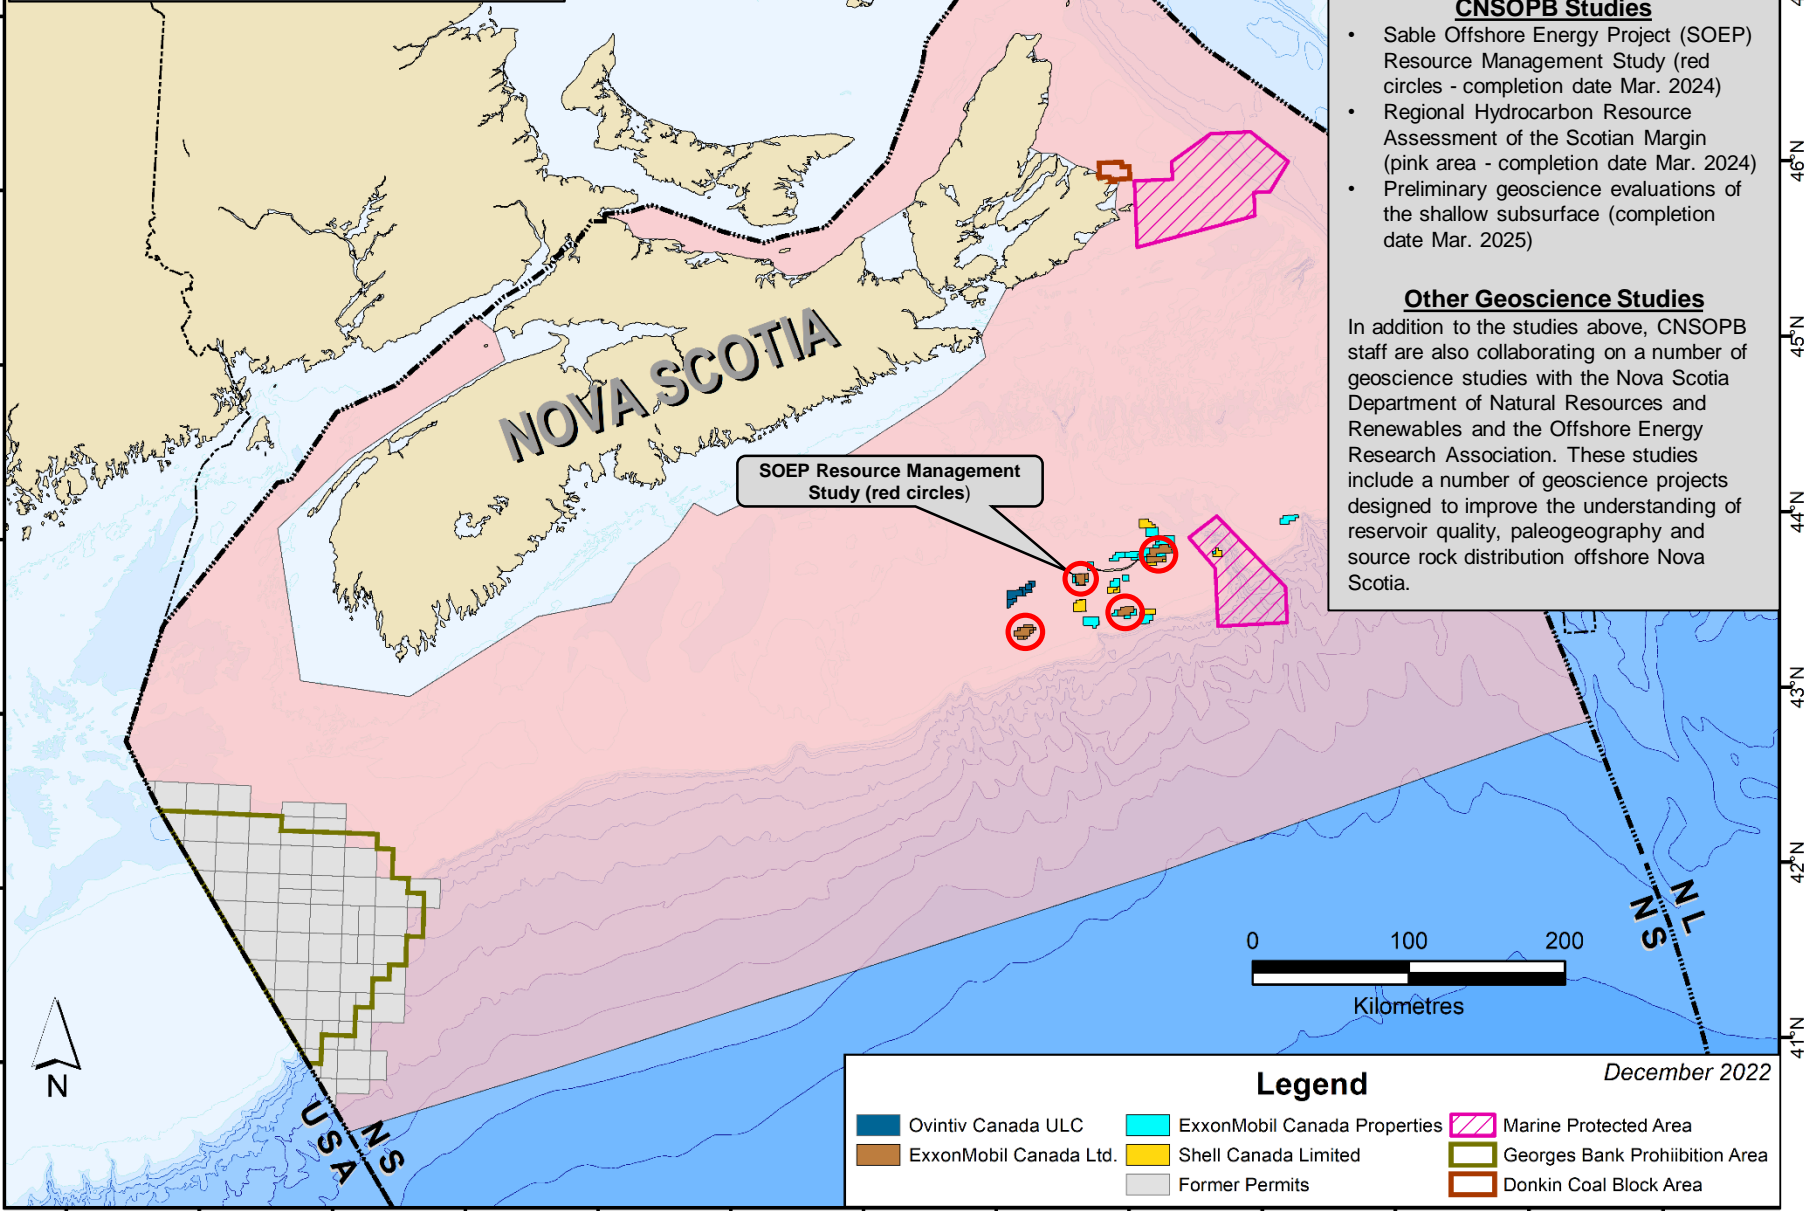 CNSOPB Studies
• Sable Offshore Energy Project (SOEP)
Resource Management Study (red
circles - completion date Mar. 2024)
• Regional Hydrocarbon Resource
Assessment of the Scotian Margin
(pink area - completion date Mar. 2024)
• Preliminary geoscience evaluations of
the shallow subsurface (completion
date Mar. 2025)
Other Geoscience Studies
In addition to the studies above, CNSOPB
staff are also collaborating on a number of
geoscience studies with the Nova Scotia
Department of Natural Resources and
Renewables and the Offshore Energy
Research Association. These studies
include a number of geoscience projects
designed to improve the understanding of
reservoir quality, paleogeography and
source rock distribution offshore Nova
Scotia.
46°N
45°N
44°N
43°N
42°N
41°N
NOVA SCOTIA
SOEP Resource Management
Study (red circles)
NL
NS
0 100 200
Kilometres
N
USA
NS
December 2022
Legend
Ovintiv Canada ULC
ExxonMobil Canada Ltd.
ExxonMobil Canada Properties
Shell Canada Limited
Former Permits
Marine Protected Area
Georges Bank Prohiibition Area
Donkin Coal Block Area